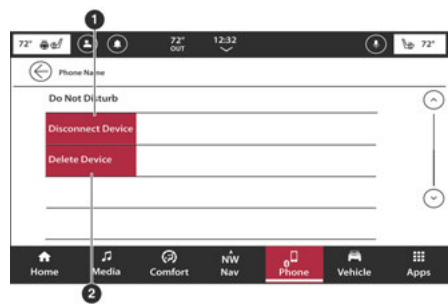 1
72° 72° OUT 12:32 72°
Phone Name
Do Not Disturb
Disconnect Device
Delete Device
Home Media Comfort NW Nav Phone Vehicle Apps
2